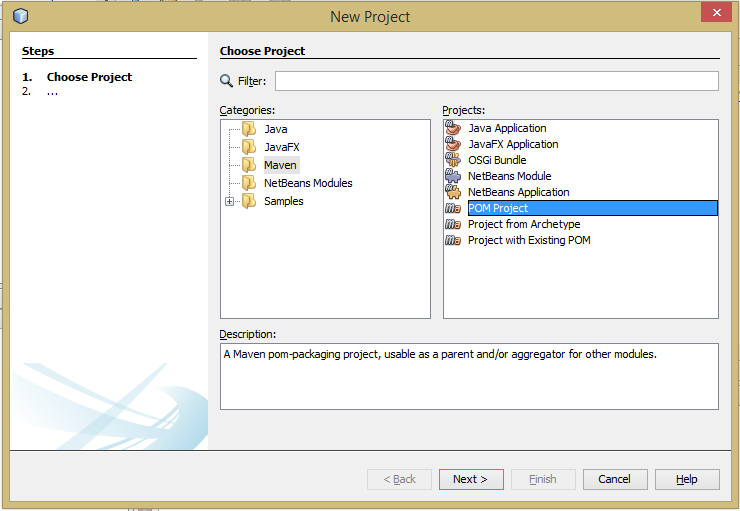 New Project
Steps
1. Choose Project
2. ...
Choose Project
Filter:
Categories:
Java
JavaFX
Maven
NetBeans Modules
Samples
Projects:
Java Application
JavaFX Application
OSGi Bundle
NetBeans Module
NetBeans Application
POM Project
Project from Archetype
Project with Existing POM
Description:
A Maven pom-packaging project, usable as a parent and/or aggregator for other modules.
< Back Next > Finish Cancel Help